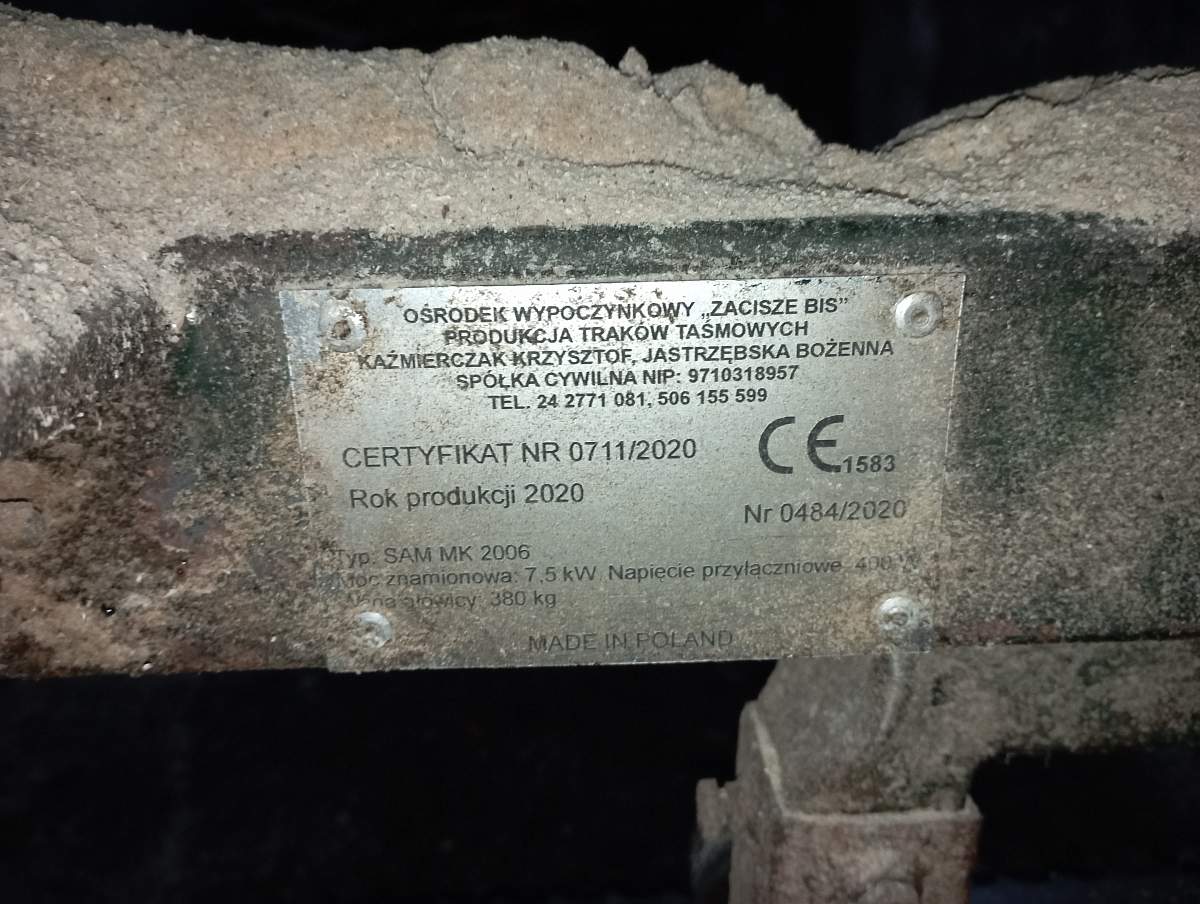 OŚRODEK WYPOCZYNKOWY „ZACISZE BIS”
PRODUKCJA TRAKÓW TAŚMOWYCH
KAŹMIERCZAK KRZYSZTOF, JASTRZĘBSKA BOŻENNA
SPÓŁKA CYWILNA NIP: 9710318957
TEL. 24 2771 081, 506 155 599
CERTYFIKAT NR 0711/2020
CE 1583
Rok produkcji 2020
Nr 0484/2020
Typ: SAM MK 2006
Moc znamionowa: 7,5 kW Napięcie przyłączniowe 400 V
głowicy: 380 kg
MADE IN POLAND